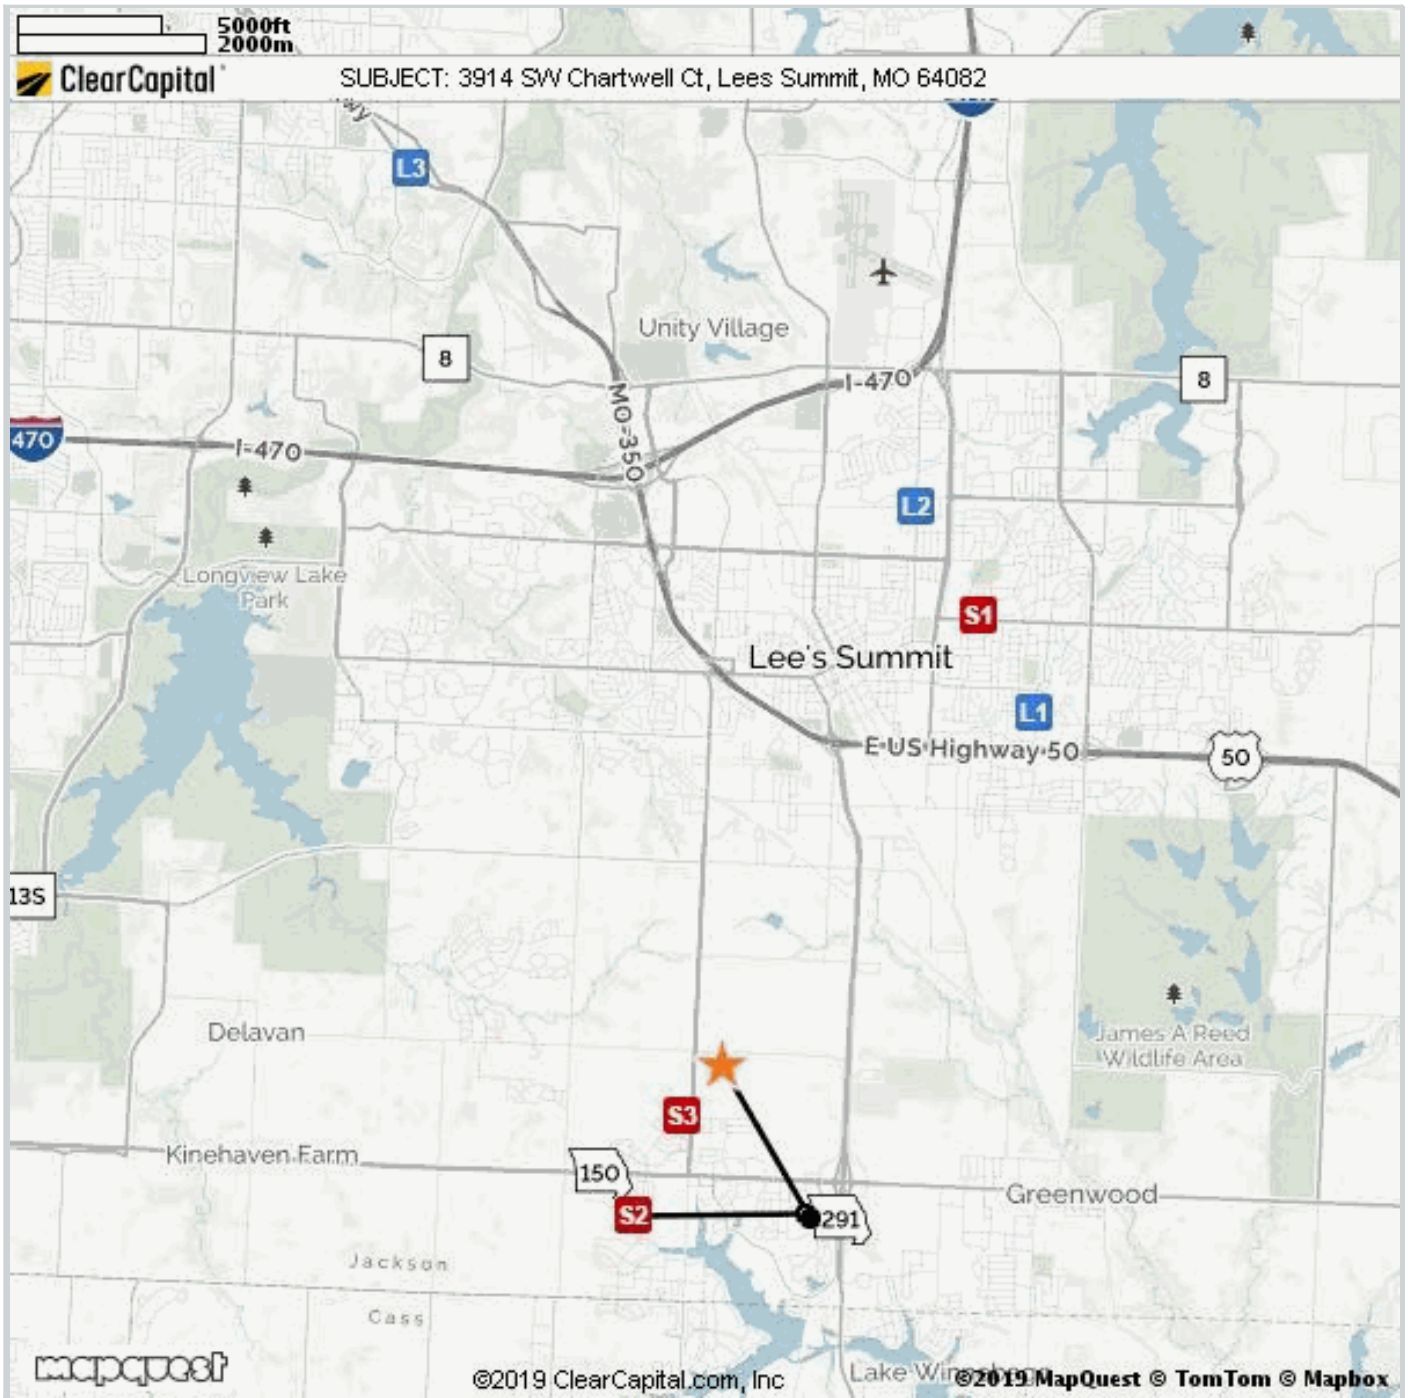 5000ft
2000m
ClearCapital
SUBJECT: 3914 SW Chartwell Ct, Lees Summit, MO 64082
L3
Unity Village
8
I-470
8
MO-350
470
I-470
L2
Longview Lake
Park
S1
Lee's Summit
L1
E US Highway 50
50
13S
Delavan
James A Reed
Wildlife Area
S3
Kinehaven Farm
150
Greenwood
S2
291
Jackson
Cass
mapquest
©2019 ClearCapital.com, Inc
©2019 MapQuest © TomTom © Mapbox